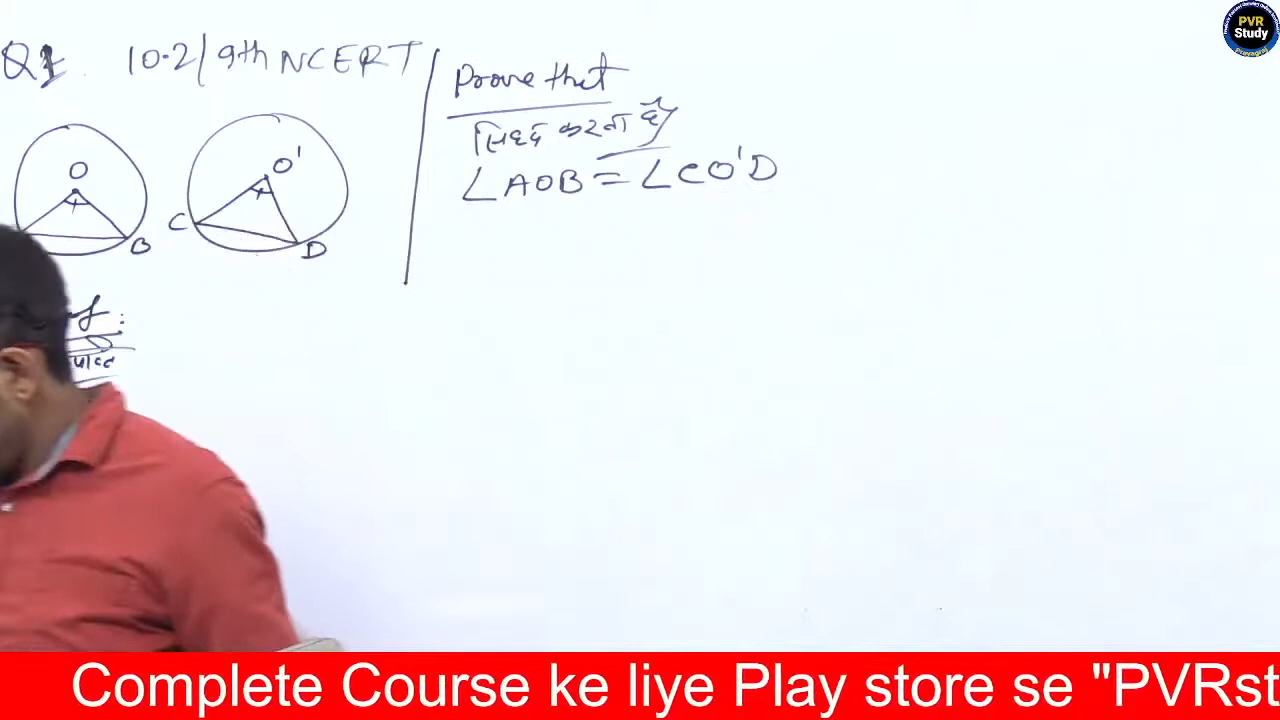 Q1. 10.2/9th NCERT
Prove that
सिद्ध करना है
∠AOB = ∠CO'D
O
B
O'
C
D
PVR
Study
Prayagraj
Complete Course ke liye Play store se "PVRst